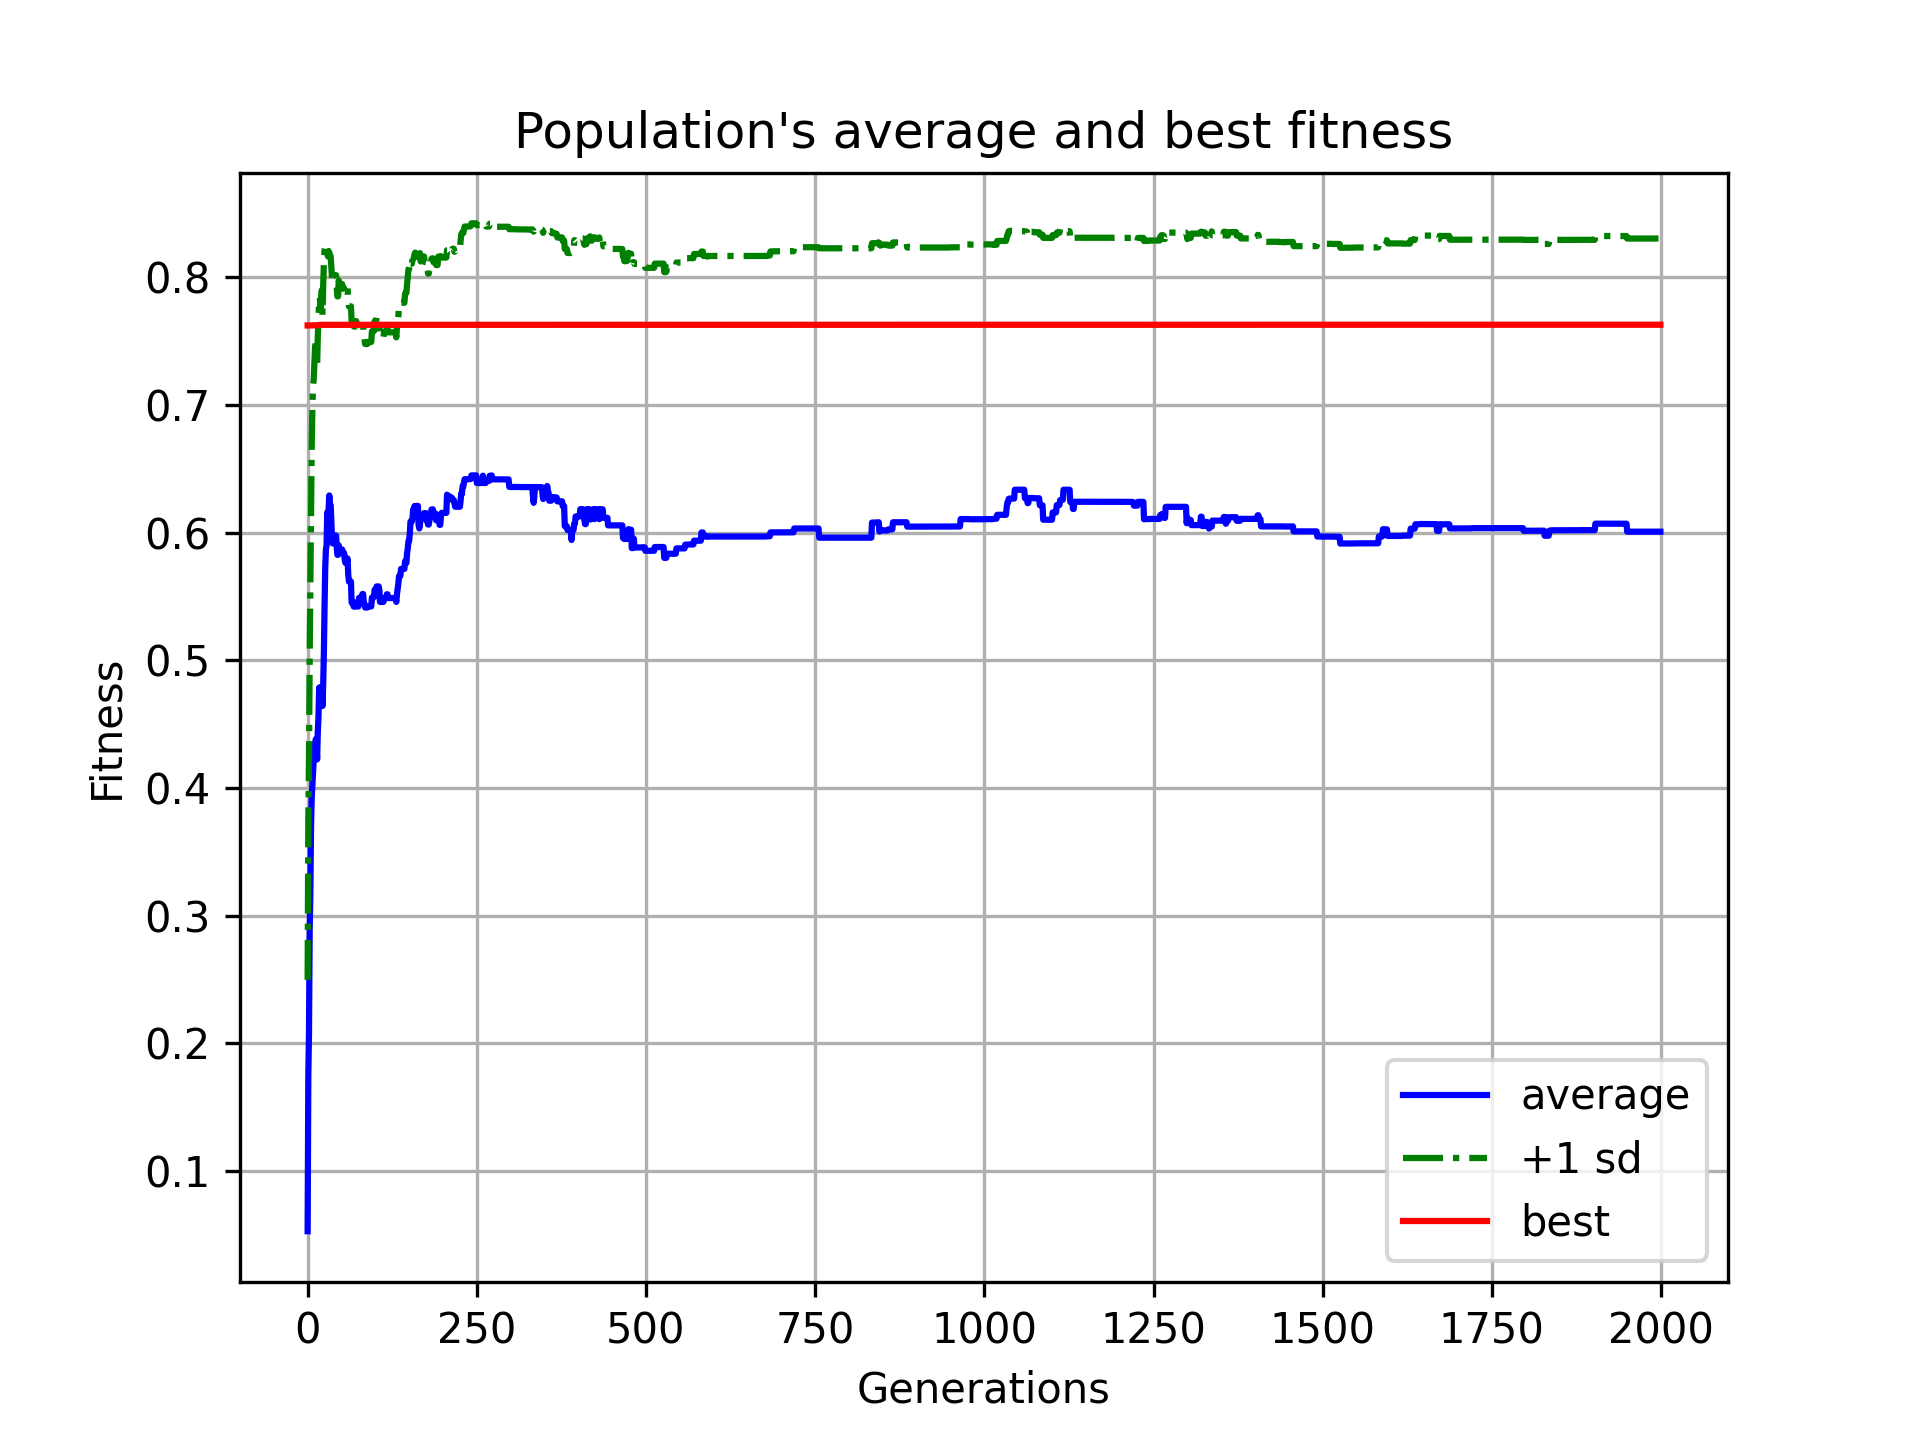 Population's average and best fitness
Fitness
0.8
0.7
0.6
0.5
0.4
0.3
0.2
0.1
average
+1 sd
best
0 250 500 750 1000 1250 1500 1750 2000
Generations